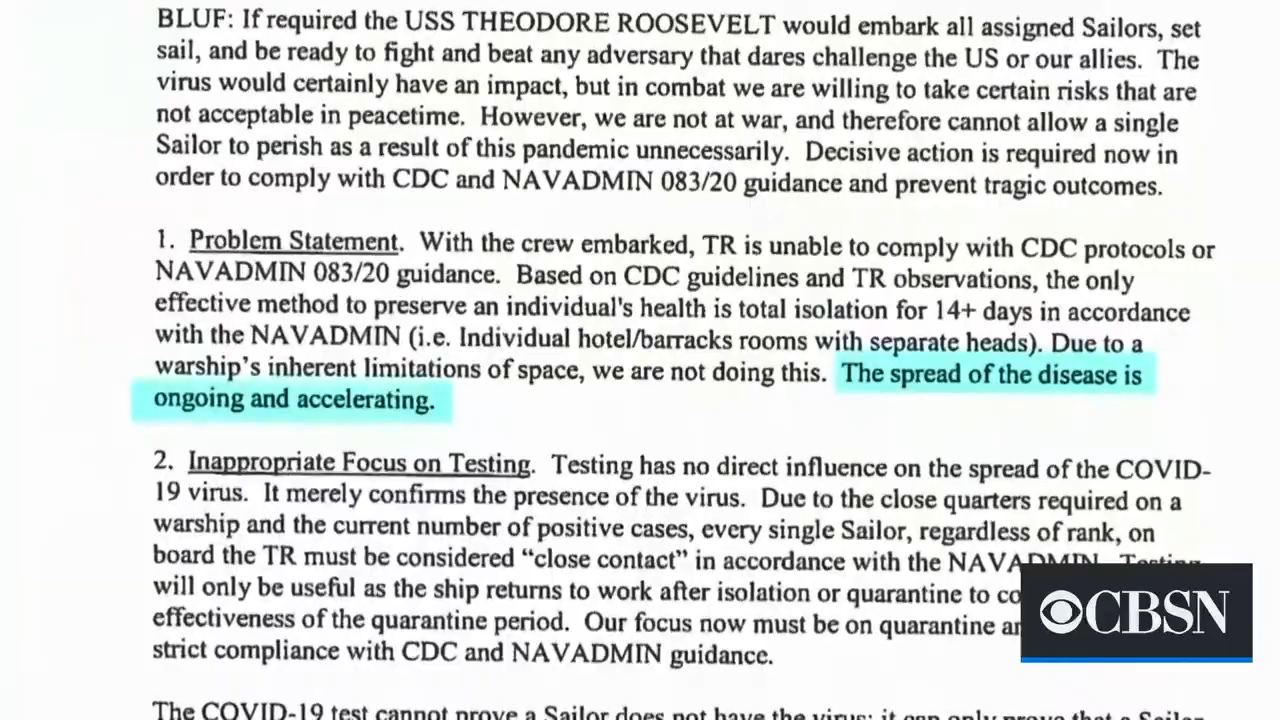 BLUF: If required the USS THEODORE ROOSEVELT would embark all assigned Sailors, set
sail, and be ready to fight and beat any adversary that dares challenge the US or our allies. The
virus would certainly have an impact, but in combat we are willing to take certain risks that are
not acceptable in peacetime. However, we are not at war, and therefore cannot allow a single
Sailor to perish as a result of this pandemic unnecessarily. Decisive action is required now in
order to comply with CDC and NAVADMIN 083/20 guidance and prevent tragic outcomes.
1. Problem Statement. With the crew embarked, TR is unable to comply with CDC protocols or
NAVADMIN 083/20 guidance. Based on CDC guidelines and TR observations, the only
effective method to preserve an individual's health is total isolation for 14+ days in accordance
with the NAVADMIN (i.e. Individual hotel/barracks rooms with separate heads). Due to a
warship's inherent limitations of space, we are not doing this. The spread of the disease is
ongoing and accelerating.
2. Inappropriate Focus on Testing. Testing has no direct influence on the spread of the COVID-
19 virus. It merely confirms the presence of the virus. Due to the close quarters required on a
warship and the current number of positive cases, every single Sailor, regardless of rank, on
board the TR must be considered “close contact” in accordance with the NAVADMIN. Testing
will only be useful as the ship returns to work after isolation or quarantine to co
effectiveness of the quarantine period. Our focus now must be on quarantine
strict compliance with CDC and NAVADMIN guidance.
The COVID-19 test cannot prove a Sailor does not have the virus; it can only prove that a Sailor
CBSN